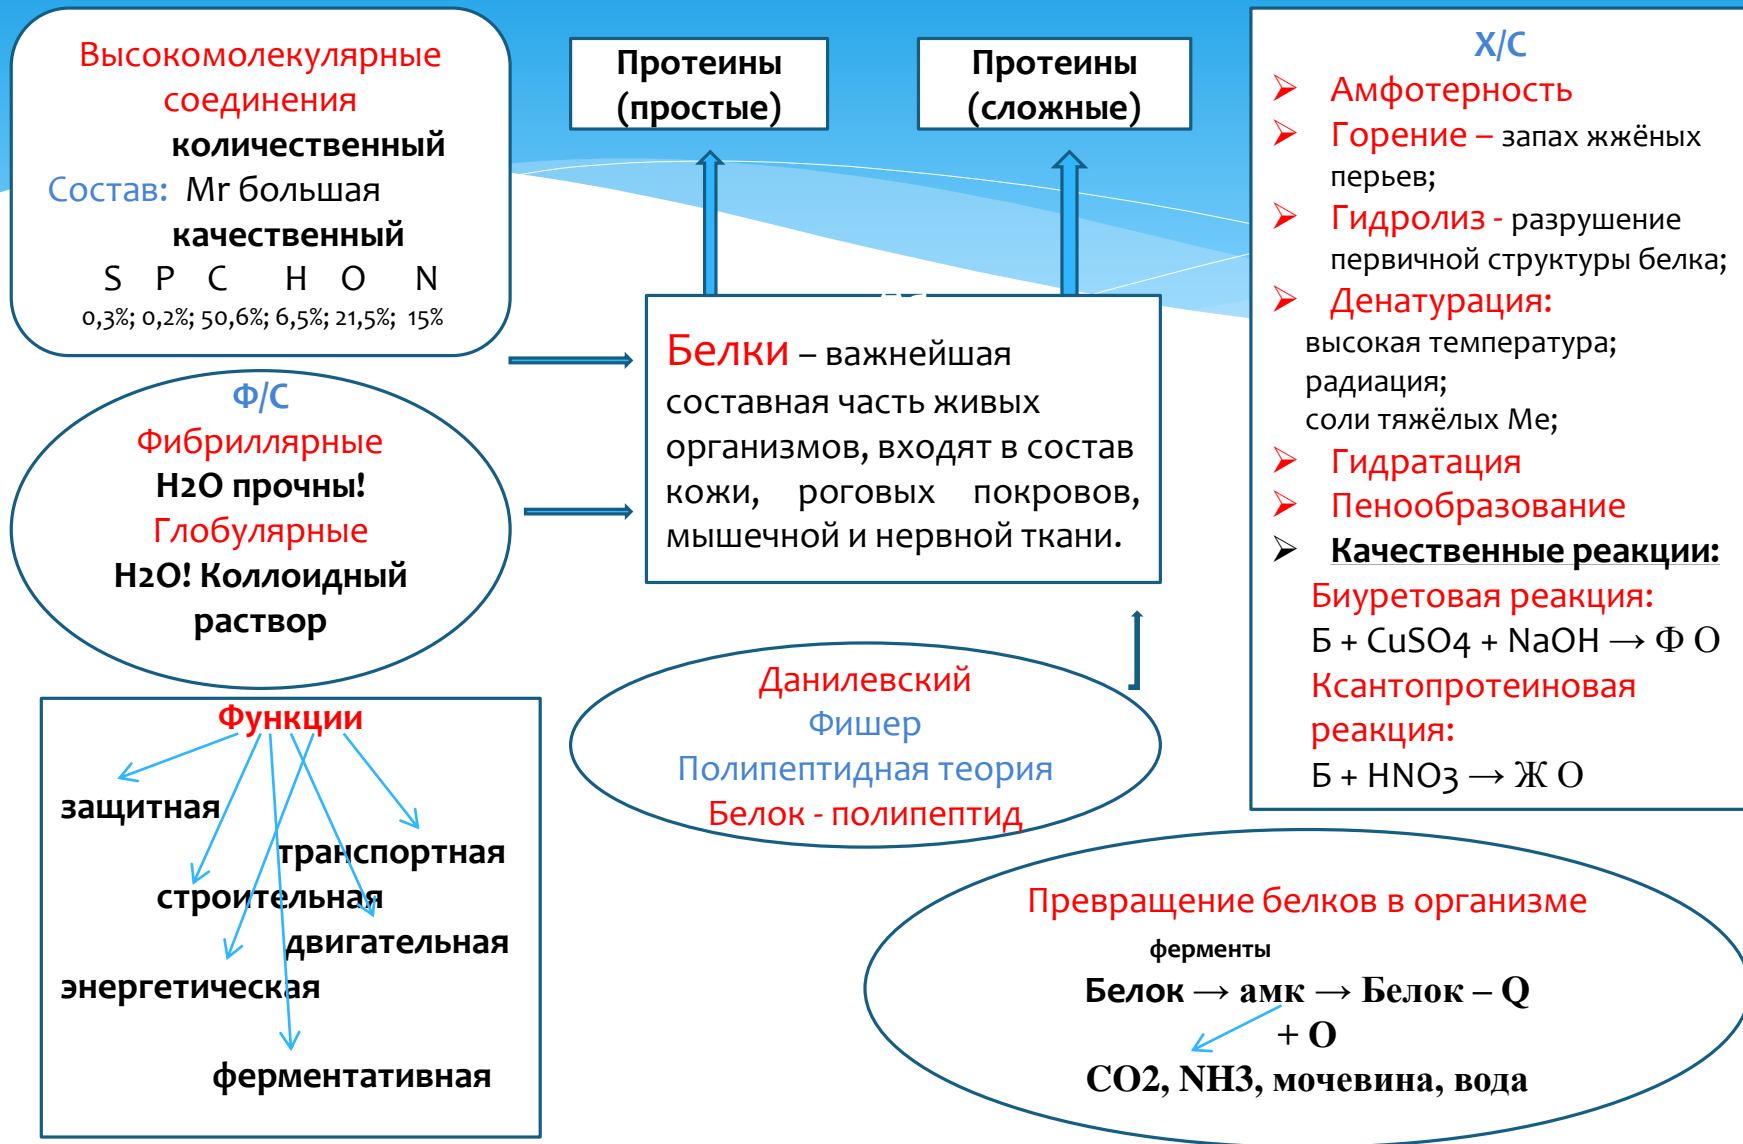 Высокомолекулярные
соединения
количественный
Состав: Mr большая
качественный
S P C H O N
0,3%; 0,2%; 50,6%; 6,5%; 21,5%; 15%
Протеины
(простые)
Протеины
(сложные)
Х/С
Амфотерность
Горение – запах жжёных
перьев;
Гидролиз - разрушение
первичной структуры белка;
Денатурация:
высокая температура;
радиация;
соли тяжёлых Ме;
Гидратация
Пенообразование
Качественные реакции:
Биуретовая реакция:
Б + CuSO4 + NaOH → Ф О
Ксантопротеиновая
реакция:
Б + HNO3 → Ж О
Ф/С
Фибриллярные
H2O прочны!
Глобулярные
H2O! Коллоидный
раствор
Белки – важнейшая
составная часть живых
организмов, входят в состав
кожи, роговых покровов,
мышечной и нервной ткани.
Данилевский
Фишер
Полипептидная теория
Белок - полипептид
Функции
защитная
транспортная
строительная
двигательная
энергетическая
ферментативная
Превращение белков в организме
ферменты
Белок → амк → Белок – Q
+ О
CO2, NH3, мочевина, вода